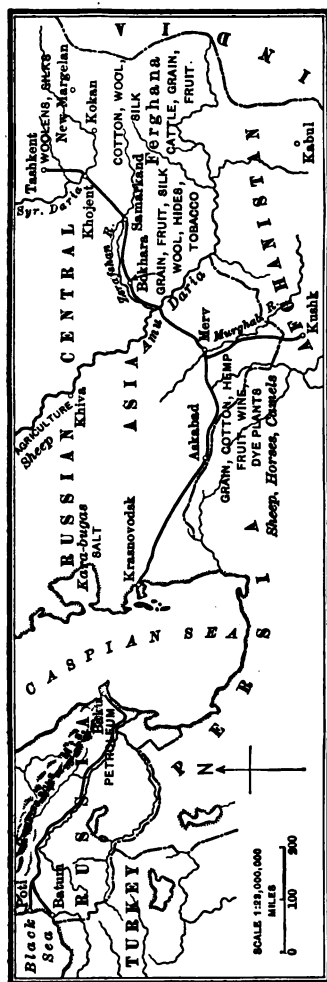 Black
Sea
Poti
Batum
RUSSIA
TURKEY
Baku
PETROLEUM
CASPIAN SEA
PERSIA
N
SCALE 1:23,000,000
MILES
0 100 200
RUSSIAN CENTRAL
ASIA
Kara-bugas
SALT
Krasnovodsk
AGRICULTURE
Sheep
Khiva
Askabad
GRAIN, COTTON, HEMP
FRUIT WINE,
DYE PLANTS
Sheep, Horses, Camels
Merv
Murghab R.
Kushk
AFGHANISTAN
Kabul
Amu Daria
Bokhara
Zarafshan R.
Samarkand
GRAIN, FRUIT, SILK
WOOL, HIDES,
TOBACCO
Syr. Daria
Tashkent
WOOLENS, SILKS
New Margelan
Khojent
Kokan
COTTON, WOOL,
SILK
Ferghana
CATTLE, GRAIN,
FRUIT.
INDIA